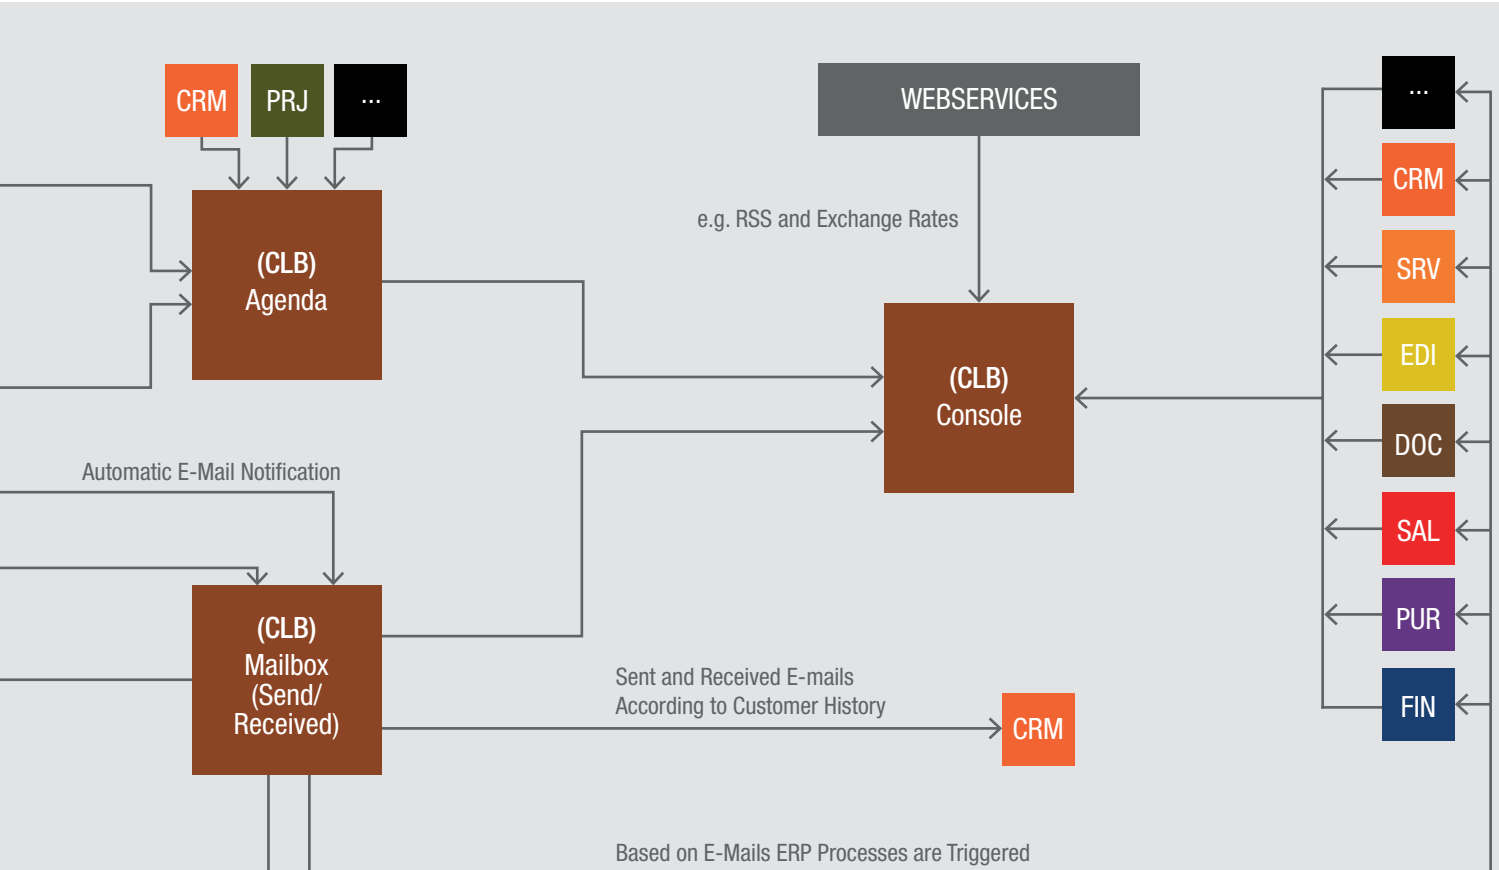 CRM
PRJ
...
WEBSERVICES
...
CRM
e.g. RSS and Exchange Rates
(CLB)
Agenda
SRV
EDI
(CLB)
Console
DOC
Automatic E-Mail Notification
SAL
(CLB)
Mailbox
(Send/
Received)
PUR
Sent and Received E-mails
According to Customer History
CRM
FIN
Based on E-Mails ERP Processes are Triggered